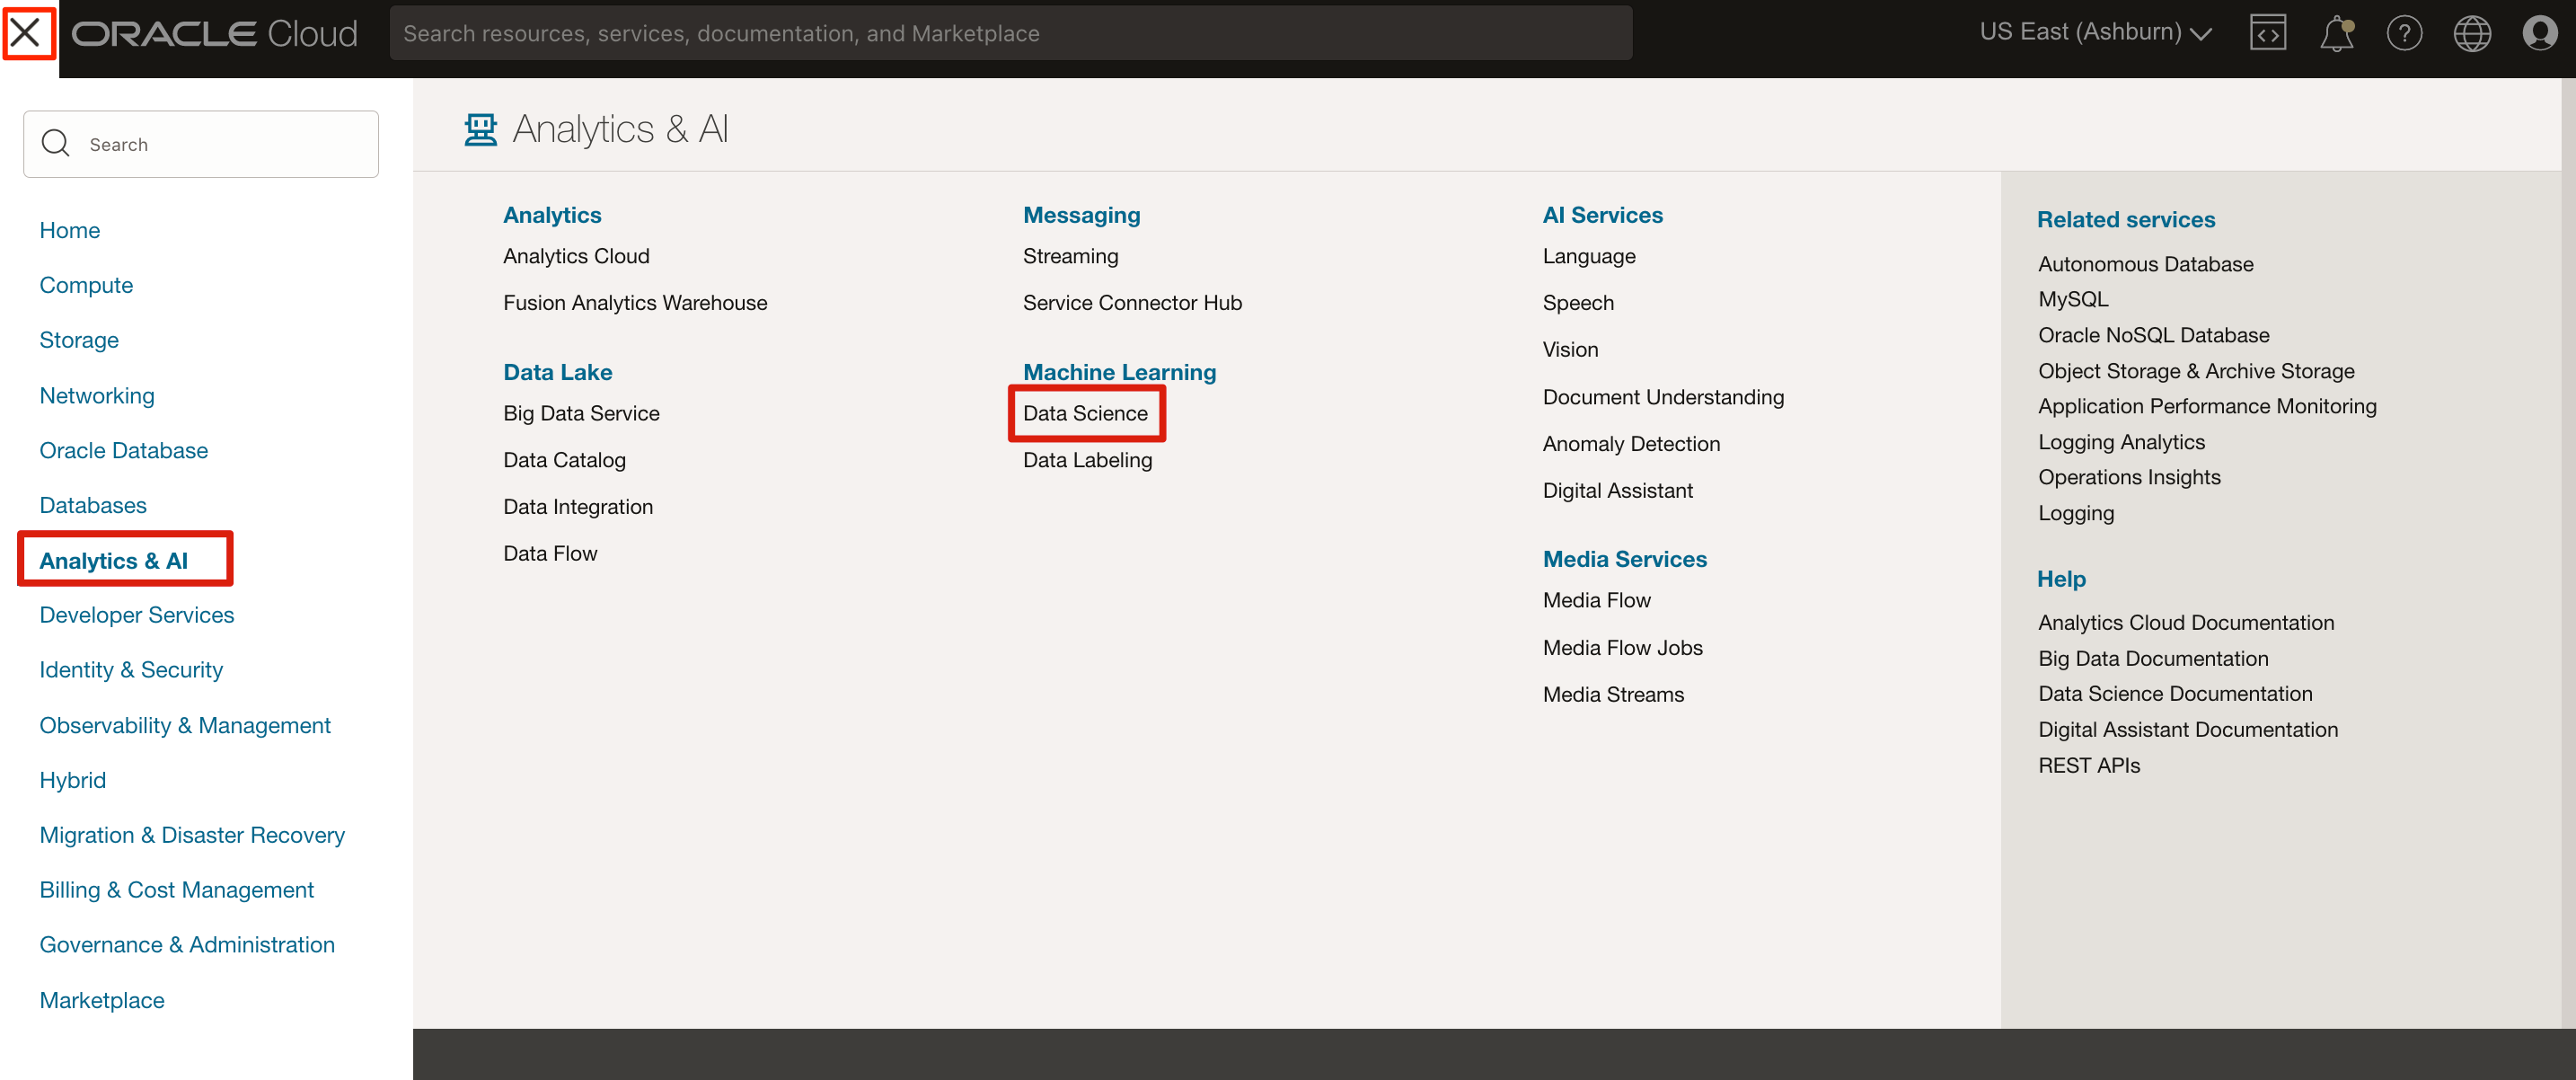 ORACLE Cloud
Search resources, services, documentation, and Marketplace
US East (Ashburn)
Search
Home
Compute
Storage
Networking
Oracle Database
Databases
Analytics & AI
Developer Services
Identity & Security
Observability & Management
Hybrid
Migration & Disaster Recovery
Billing & Cost Management
Governance & Administration
Marketplace
Analytics & AI
Analytics
Analytics Cloud
Fusion Analytics Warehouse
Data Lake
Big Data Service
Data Catalog
Data Integration
Data Flow
Messaging
Streaming
Service Connector Hub
Machine Learning
Data Science
Data Labeling
AI Services
Language
Speech
Vision
Document Understanding
Anomaly Detection
Digital Assistant
Media Services
Media Flow
Media Flow Jobs
Media Streams
Related services
Autonomous Database
MySQL
Oracle NoSQL Database
Object Storage & Archive Storage
Application Performance Monitoring
Logging Analytics
Operations Insights
Logging
Help
Analytics Cloud Documentation
Big Data Documentation
Data Science Documentation
Digital Assistant Documentation
REST APIs